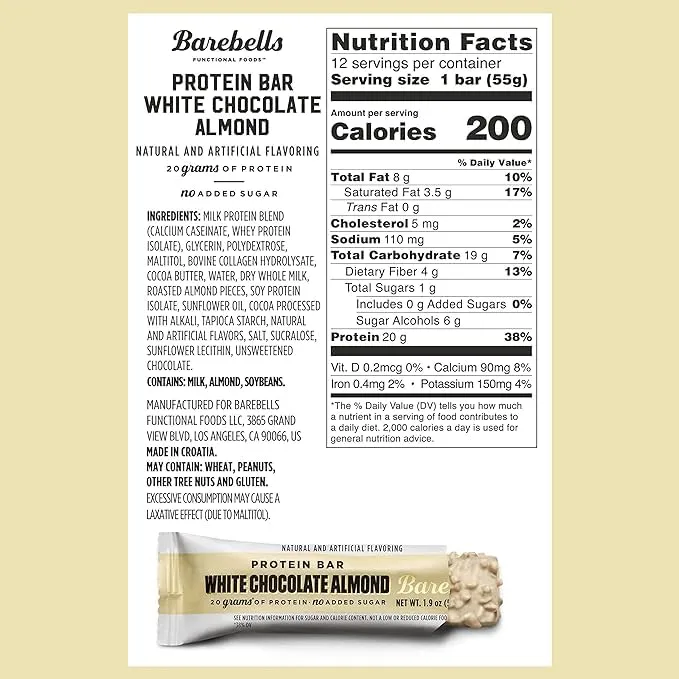 Barebells
FUNCTIONAL FOODS™
PROTEIN BAR
WHITE CHOCOLATE
ALMOND
NATURAL AND ARTIFICIAL FLAVORING
20 grams OF PROTEIN
no ADDED SUGAR
INGREDIENTS: MILK PROTEIN BLEND
(CALCIUM CASEINATE, WHEY PROTEIN
ISOLATE), GLYCERIN, POLYDEXTROSE,
MALTITOL, BOVINE COLLAGEN HYDROLYSATE,
COCOA BUTTER, WATER, DRY WHOLE MILK,
ROASTED ALMOND PIECES, SOY PROTEIN
ISOLATE, SUNFLOWER OIL, COCOA PROCESSED
WITH ALKALI, TAPIOCA STARCH, NATURAL
AND ARTIFICIAL FLAVORS, SALT, SUCRALOSE,
SUNFLOWER LECITHIN, UNSWEETENED
CHOCOLATE.
CONTAINS: MILK, ALMOND, SOYBEANS.
MANUFACTURED FOR BAREBELLS
FUNCTIONAL FOODS LLC, 3865 GRAND
VIEW BLVD, LOS ANGELES, CA 90066, US
MADE IN CROATIA.
MAY CONTAIN: WHEAT, PEANUTS,
OTHER TREE NUTS AND GLUTEN.
EXCESSIVE CONSUMPTION MAY CAUSE A
LAXATIVE EFFECT (DUE TO MALTITOL).
Nutrition Facts
12 servings per container
Serving size 1 bar (55g)
Amount per serving
Calories 200
% Daily Value*
Total Fat 8 g 10%
Saturated Fat 3.5 g 17%
Trans Fat 0 g
Cholesterol 5 mg 2%
Sodium 110 mg 5%
Total Carbohydrate 19 g 7%
Dietary Fiber 4 g 13%
Total Sugars 1 g
Includes 0 g Added Sugars 0%
Sugar Alcohols 6 g
Protein 20 g 38%
Vit. D 0.2mcg 0% • Calcium 90mg 8%
Iron 0.4mg 2% • Potassium 150mg 4%
*The % Daily Value (DV) tells you how much
a nutrient in a serving of food contributes to
a daily diet. 2,000 calories a day is used for
general nutrition advice.
NATURAL AND ARTIFICIAL FLAVORING
PROTEIN BAR
WHITE CHOCOLATE ALMOND Bare
20 grams* OF PROTEIN • no ADDED SUGAR
NET WT. 1.9 oz (5
SEE NUTRITION INFORMATION FOR SUGAR AND CALORIE CONTENT. NOT A LOW OR REDUCED CALORIE FOO
*38% DV